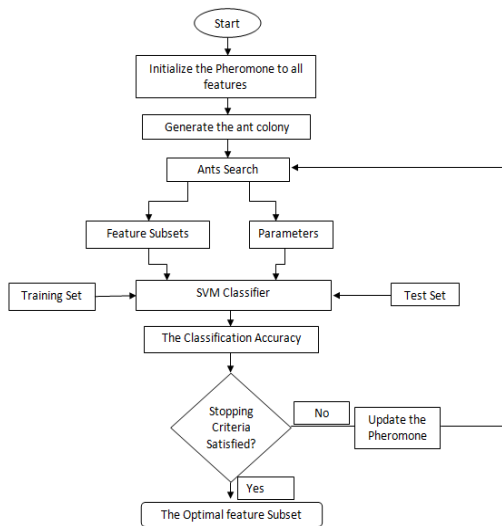 Start
Initialize the Pheromone to all
features
Generate the ant colony
Ants Search
Feature Subsets
Parameters
Training Set
SVM Classifier
Test Set
The Classification Accuracy
Stopping
Criteria
Satisfied?
No
Update the
Pheromone
Yes
The Optimal feature Subset